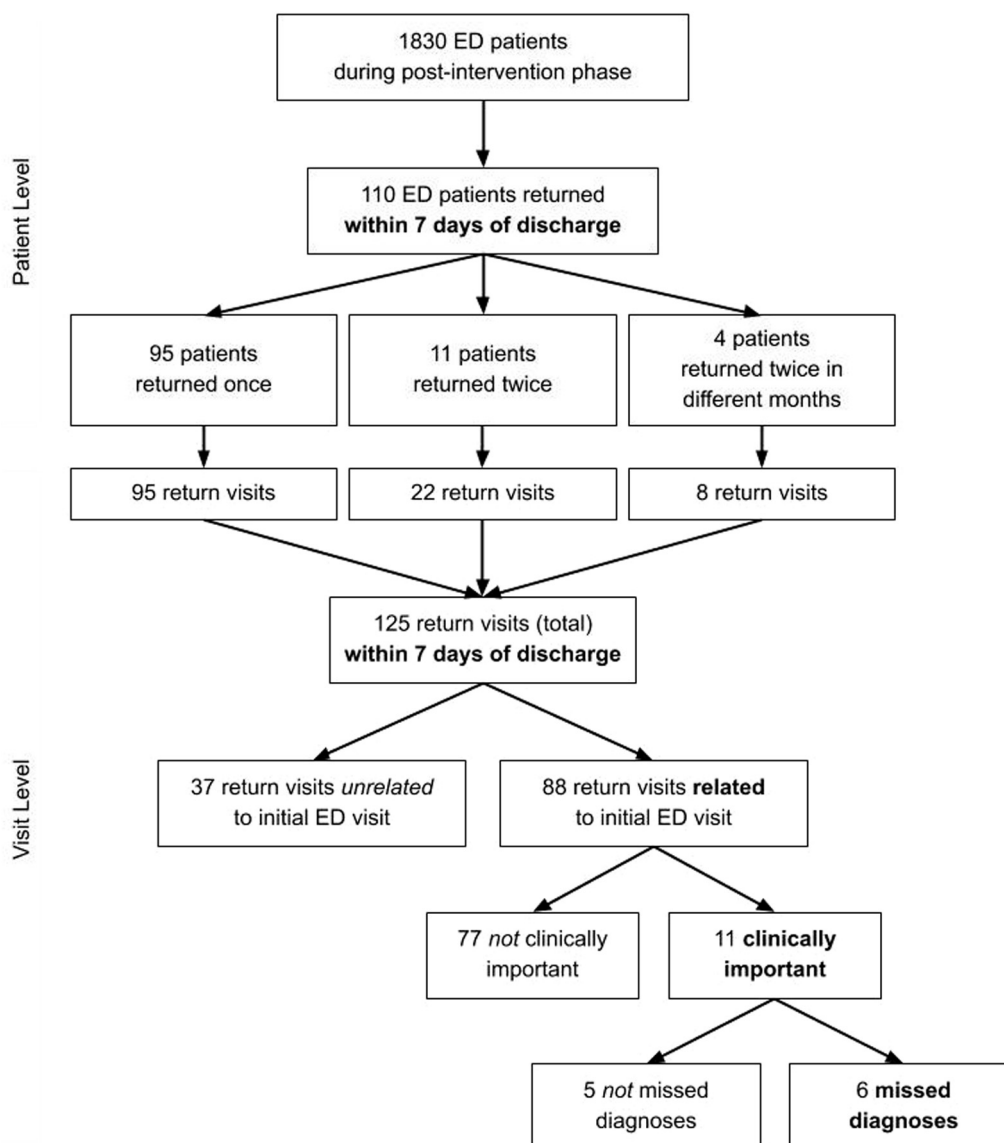 1830 ED patients
during post-intervention phase
Patient Level
110 ED patients returned
within 7 days of discharge
95 patients
returned once
11 patients
returned twice
4 patients
returned twice in
different months
95 return visits
22 return visits
8 return visits
125 return visits (total)
within 7 days of discharge
Visit Level
37 return visits unrelated
to initial ED visit
88 return visits related
to initial ED visit
77 not clinically
important
11 clinically
important
5 not missed
diagnoses
6 missed
diagnoses